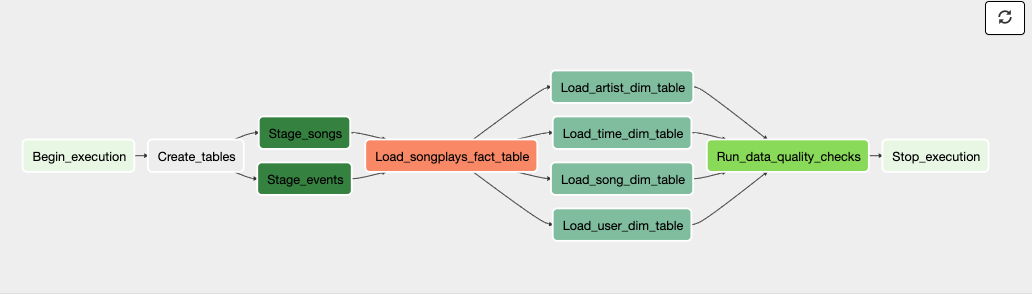 Begin_execution
Create_tables
Stage_songs
Stage_events
Load_songplays_fact_table
Load_artist_dim_table
Load_time_dim_table
Load_song_dim_table
Load_user_dim_table
Run_data_quality_checks
Stop_execution